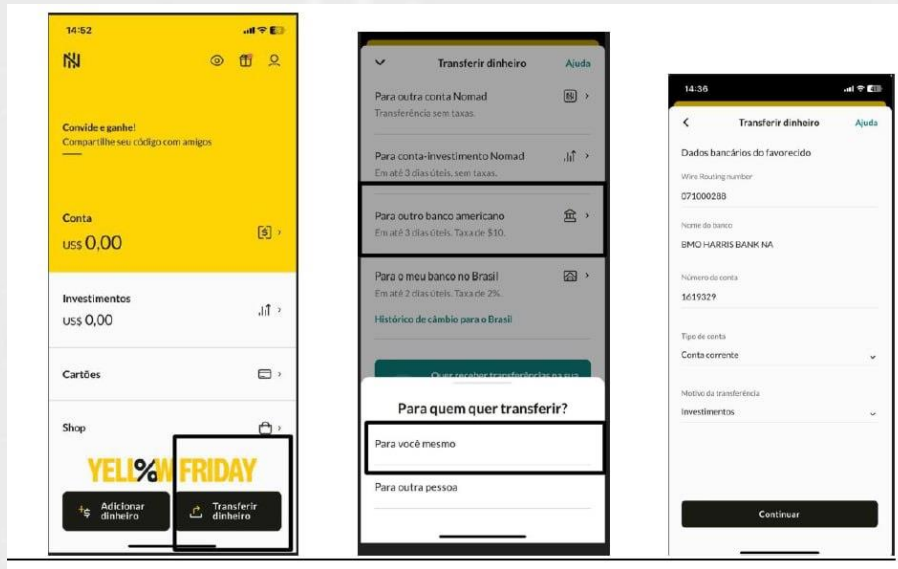 14:52
Convide e ganhe!
Compartilhe seu código com amigos
Conta
US$ 0,00
Investimentos
US$ 0,00
Cartões
Shop
YELL%W FRIDAY
Adicionar
dinheiro
Transferir
dinheiro
Transferir dinheiro
Ajuda
Para outra conta Nomad
Transferência sem taxas.
Para conta-investimento Nomad
Em até 3 dias úteis, sem taxas.
Para outro banco americano
Em até 3 dias úteis. Taxa de $10.
Para o meu banco no Brasil
Em até 2 dias úteis. Taxa de 2%.
Histórico de câmbio para o Brasil
Quer receber transferências na sua
Para quem quer transferir?
Para você mesmo
Para outra pessoa
14:36
Transferir dinheiro
Ajuda
Dados bancários do favorecido
Wire Routing number
071000288
Nome do banco
BMO HARRIS BANK NA
Número da conta
1619329
Tipo de conta
Conta corrente
Motivo da transferência
Investimentos
Continuar